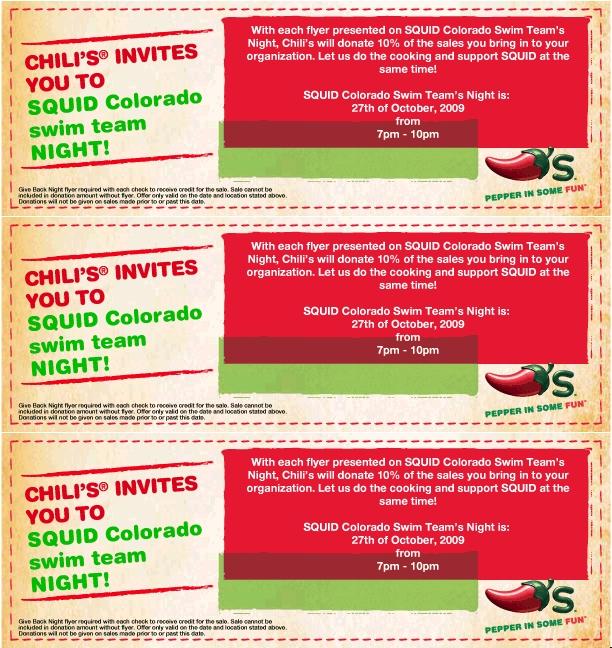 CHILI'S® INVITES
YOU TO
SQUID Colorado
swim team
NIGHT!
With each flyer presented on SQUID Colorado Swim Team's
Night, Chili's will donate 10% of the sales you bring in to your
organization. Let us do the cooking and support SQUID at the
same time!
SQUID Colorado Swim Team's Night is:
27th of October, 2009
from
7pm - 10pm
'S.
PEPPER IN SOME FUN™
Give Back Night flyer required with each check to receive credit for the sale. Sale cannot be
included in donation amount without flyer. Offer only valid on the date and location stated above.
Donations will not be given on sales made prior to or past this date.
CHILI'S® INVITES
YOU TO
SQUID Colorado
swim team
NIGHT!
With each flyer presented on SQUID Colorado Swim Team's
Night, Chili's will donate 10% of the sales you bring in to your
organization. Let us do the cooking and support SQUID at the
same time!
SQUID Colorado Swim Team's Night is:
27th of October, 2009
from
7pm - 10pm
'S.
PEPPER IN SOME FUN™
Give Back Night flyer required with each check to receive credit for the sale. Sale cannot be
included in donation amount without flyer. Offer only valid on the date and location stated above.
Donations will not be given on sales made prior to or past this date.
CHILI'S® INVITES
YOU TO
SQUID Colorado
swim team
NIGHT!
With each flyer presented on SQUID Colorado Swim Team's
Night, Chili's will donate 10% of the sales you bring in to your
organization. Let us do the cooking and support SQUID at the
same time!
SQUID Colorado Swim Team's Night is:
27th of October, 2009
from
7pm - 10pm
'S.
PEPPER IN SOME FUN™
Give Back Night flyer required with each check to receive credit for the sale. Sale cannot be
included in donation amount without flyer. Offer only valid on the date and location stated above.
Donations will not be given on sales made prior to or past this date.